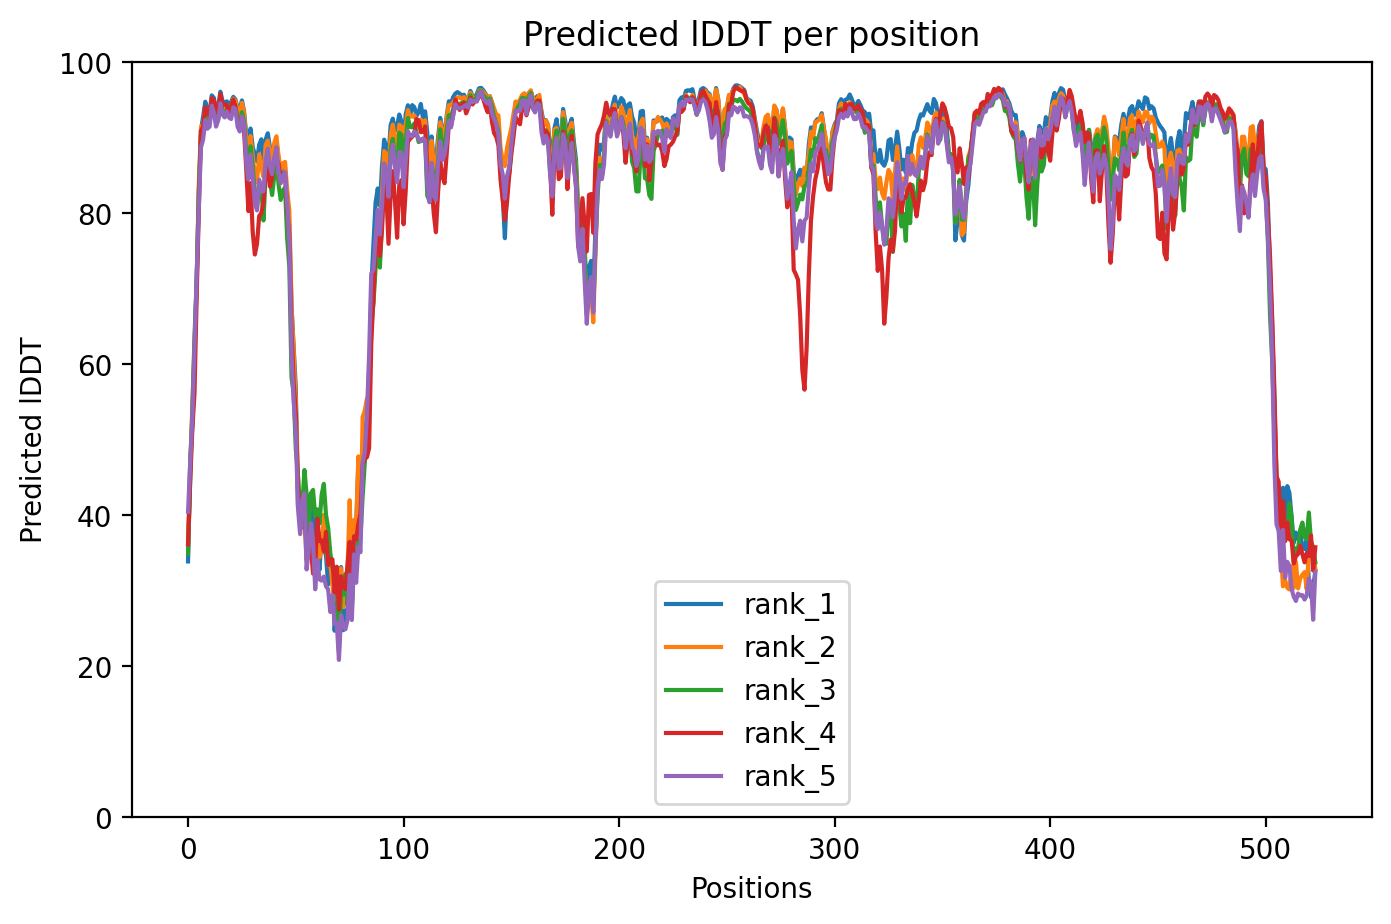 Predicted lDDT per position
100
80
60
40
20
0
Predicted lDDT
0 100 200 300 400 500
Positions
rank_1
rank_2
rank_3
rank_4
rank_5